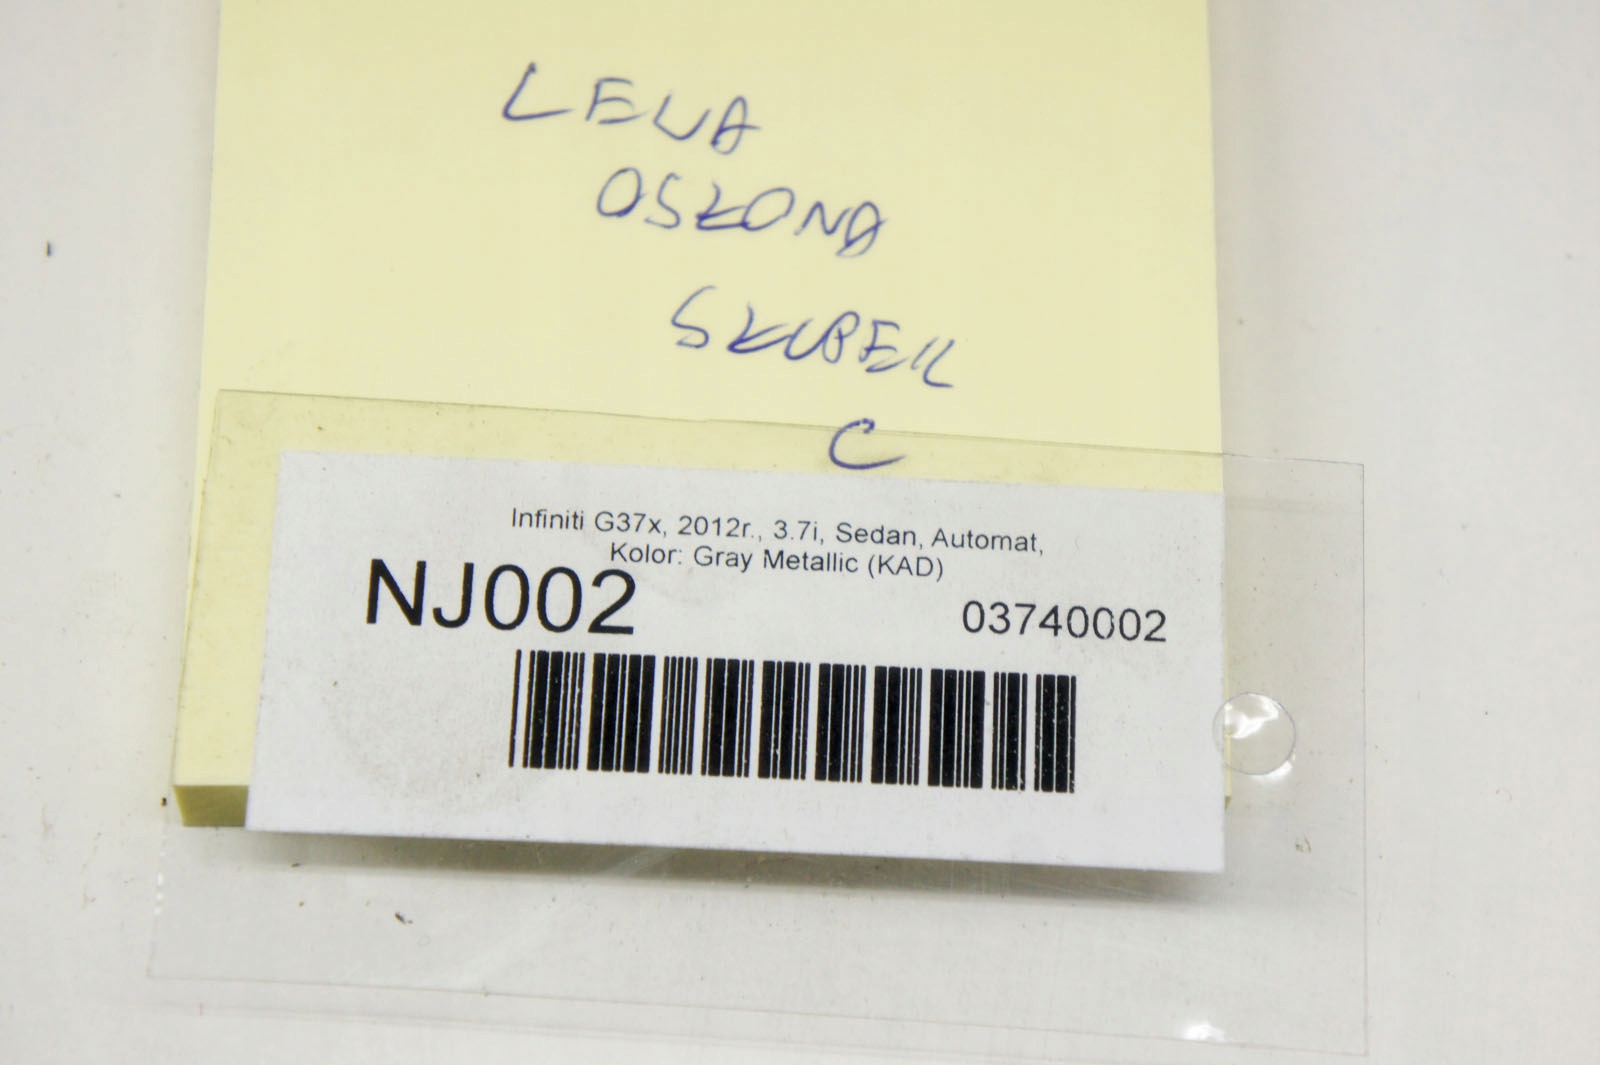 LEWA
OSŁONA
SŁUPEK
C
Infiniti G37x, 2012r., 3.7i, Sedan, Automat,
Kolor: Gray Metallic (KAD)
NJ002
03740002